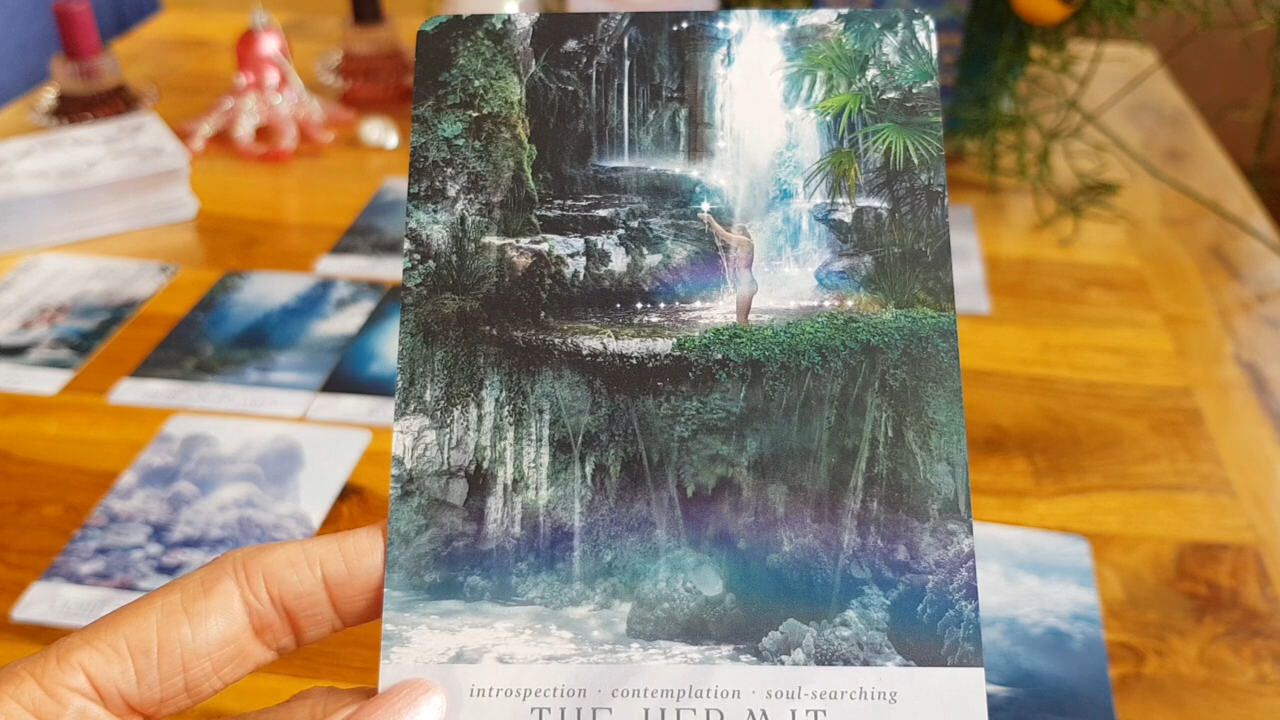 introspection · contemplation · soul-searching
THE HERMIT